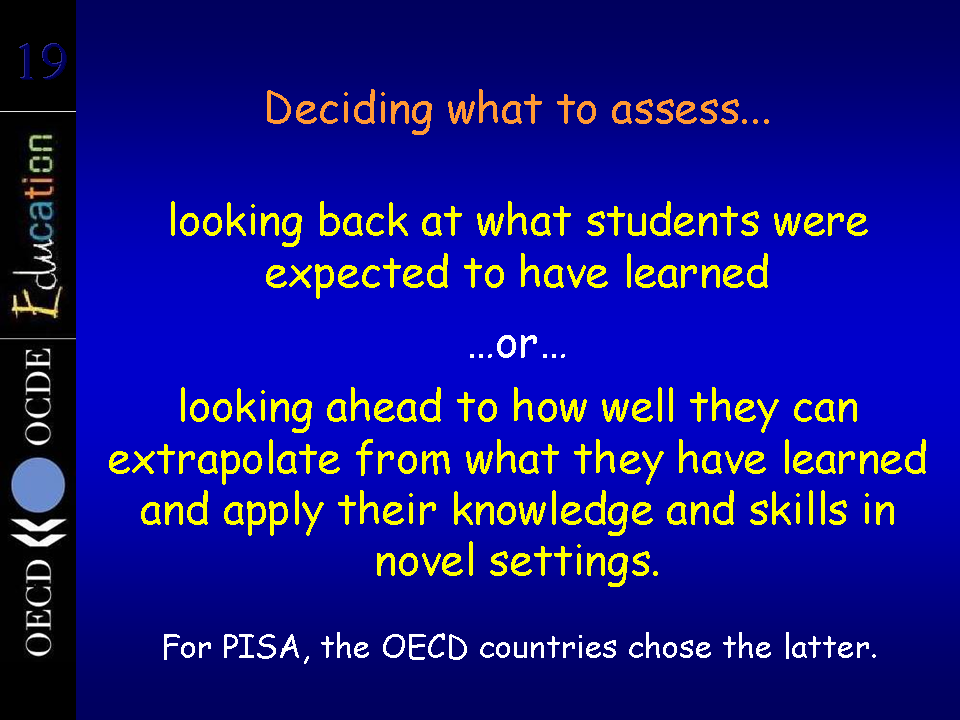 19
Deciding what to assess...
looking back at what students were
expected to have learned
…or…
looking ahead to how well they can
extrapolate from what they have learned
and apply their knowledge and skills in
novel settings.
For PISA, the OECD countries chose the latter.
Education
OECD OCDE